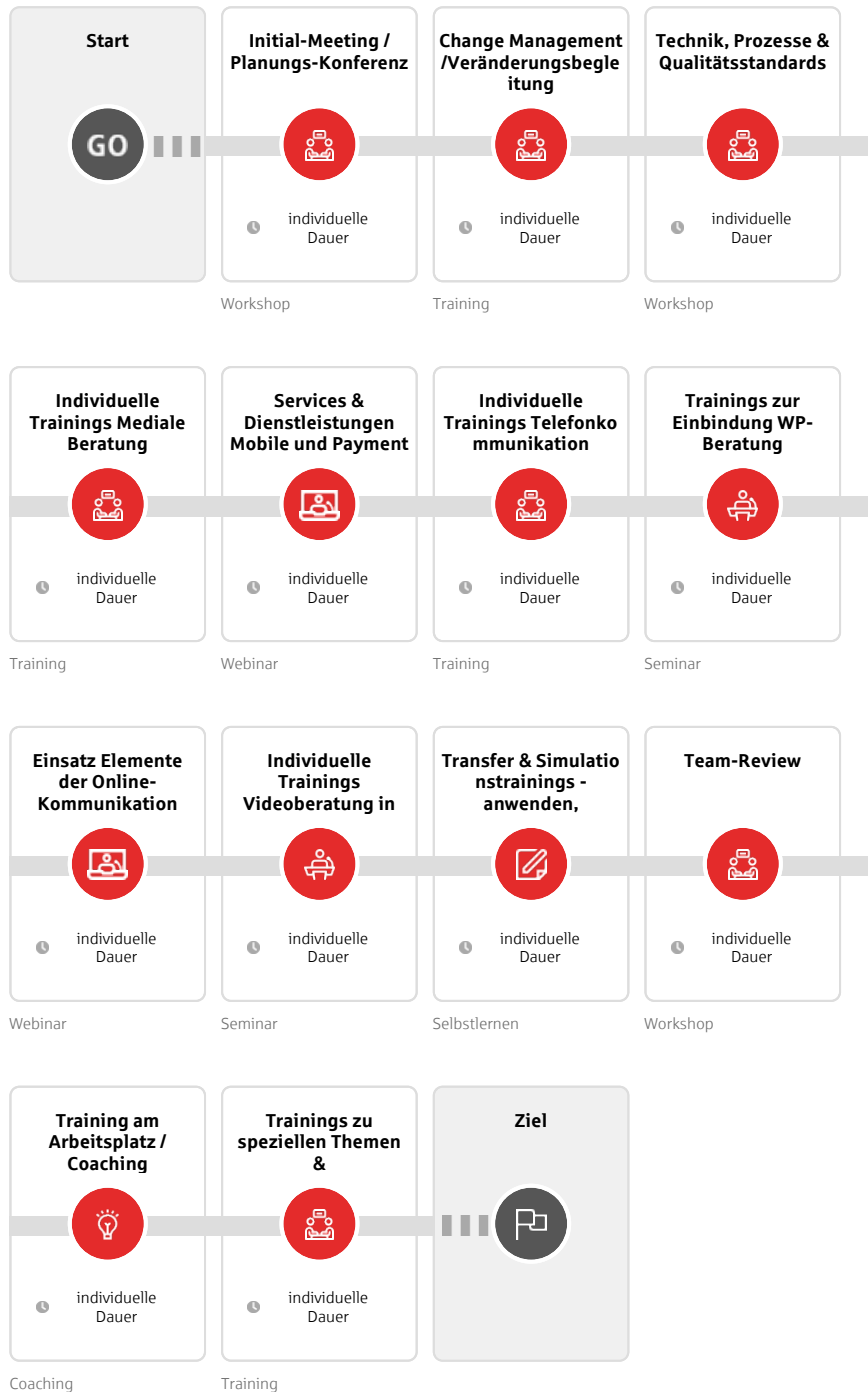 Start
GO
Initial-Meeting /
Planungs-Konferenz
individuelle
Dauer
Workshop
Change Management
/Veränderungsbegle
itung
individuelle
Dauer
Training
Technik, Prozesse &
Qualitätsstandards
individuelle
Dauer
Workshop
Individuelle
Trainings Mediale
Beratung
individuelle
Dauer
Training
Services &
Dienstleistungen
Mobile und Payment
individuelle
Dauer
Webinar
Individuelle
Trainings Telefonko
mmunikation
individuelle
Dauer
Training
Trainings zur
Einbindung WP-
Beratung
individuelle
Dauer
Seminar
Einsatz Elemente
der Online-
Kommunikation
individuelle
Dauer
Webinar
Individuelle
Trainings
Videoberatung in
individuelle
Dauer
Seminar
Transfer & Simulatio
nstrainings -
anwenden,
individuelle
Dauer
Selbstlernen
Team-Review
individuelle
Dauer
Workshop
Training am
Arbeitsplatz /
Coaching
individuelle
Dauer
Coaching
Trainings zu
speziellen Themen
&
individuelle
Dauer
Training
Ziel